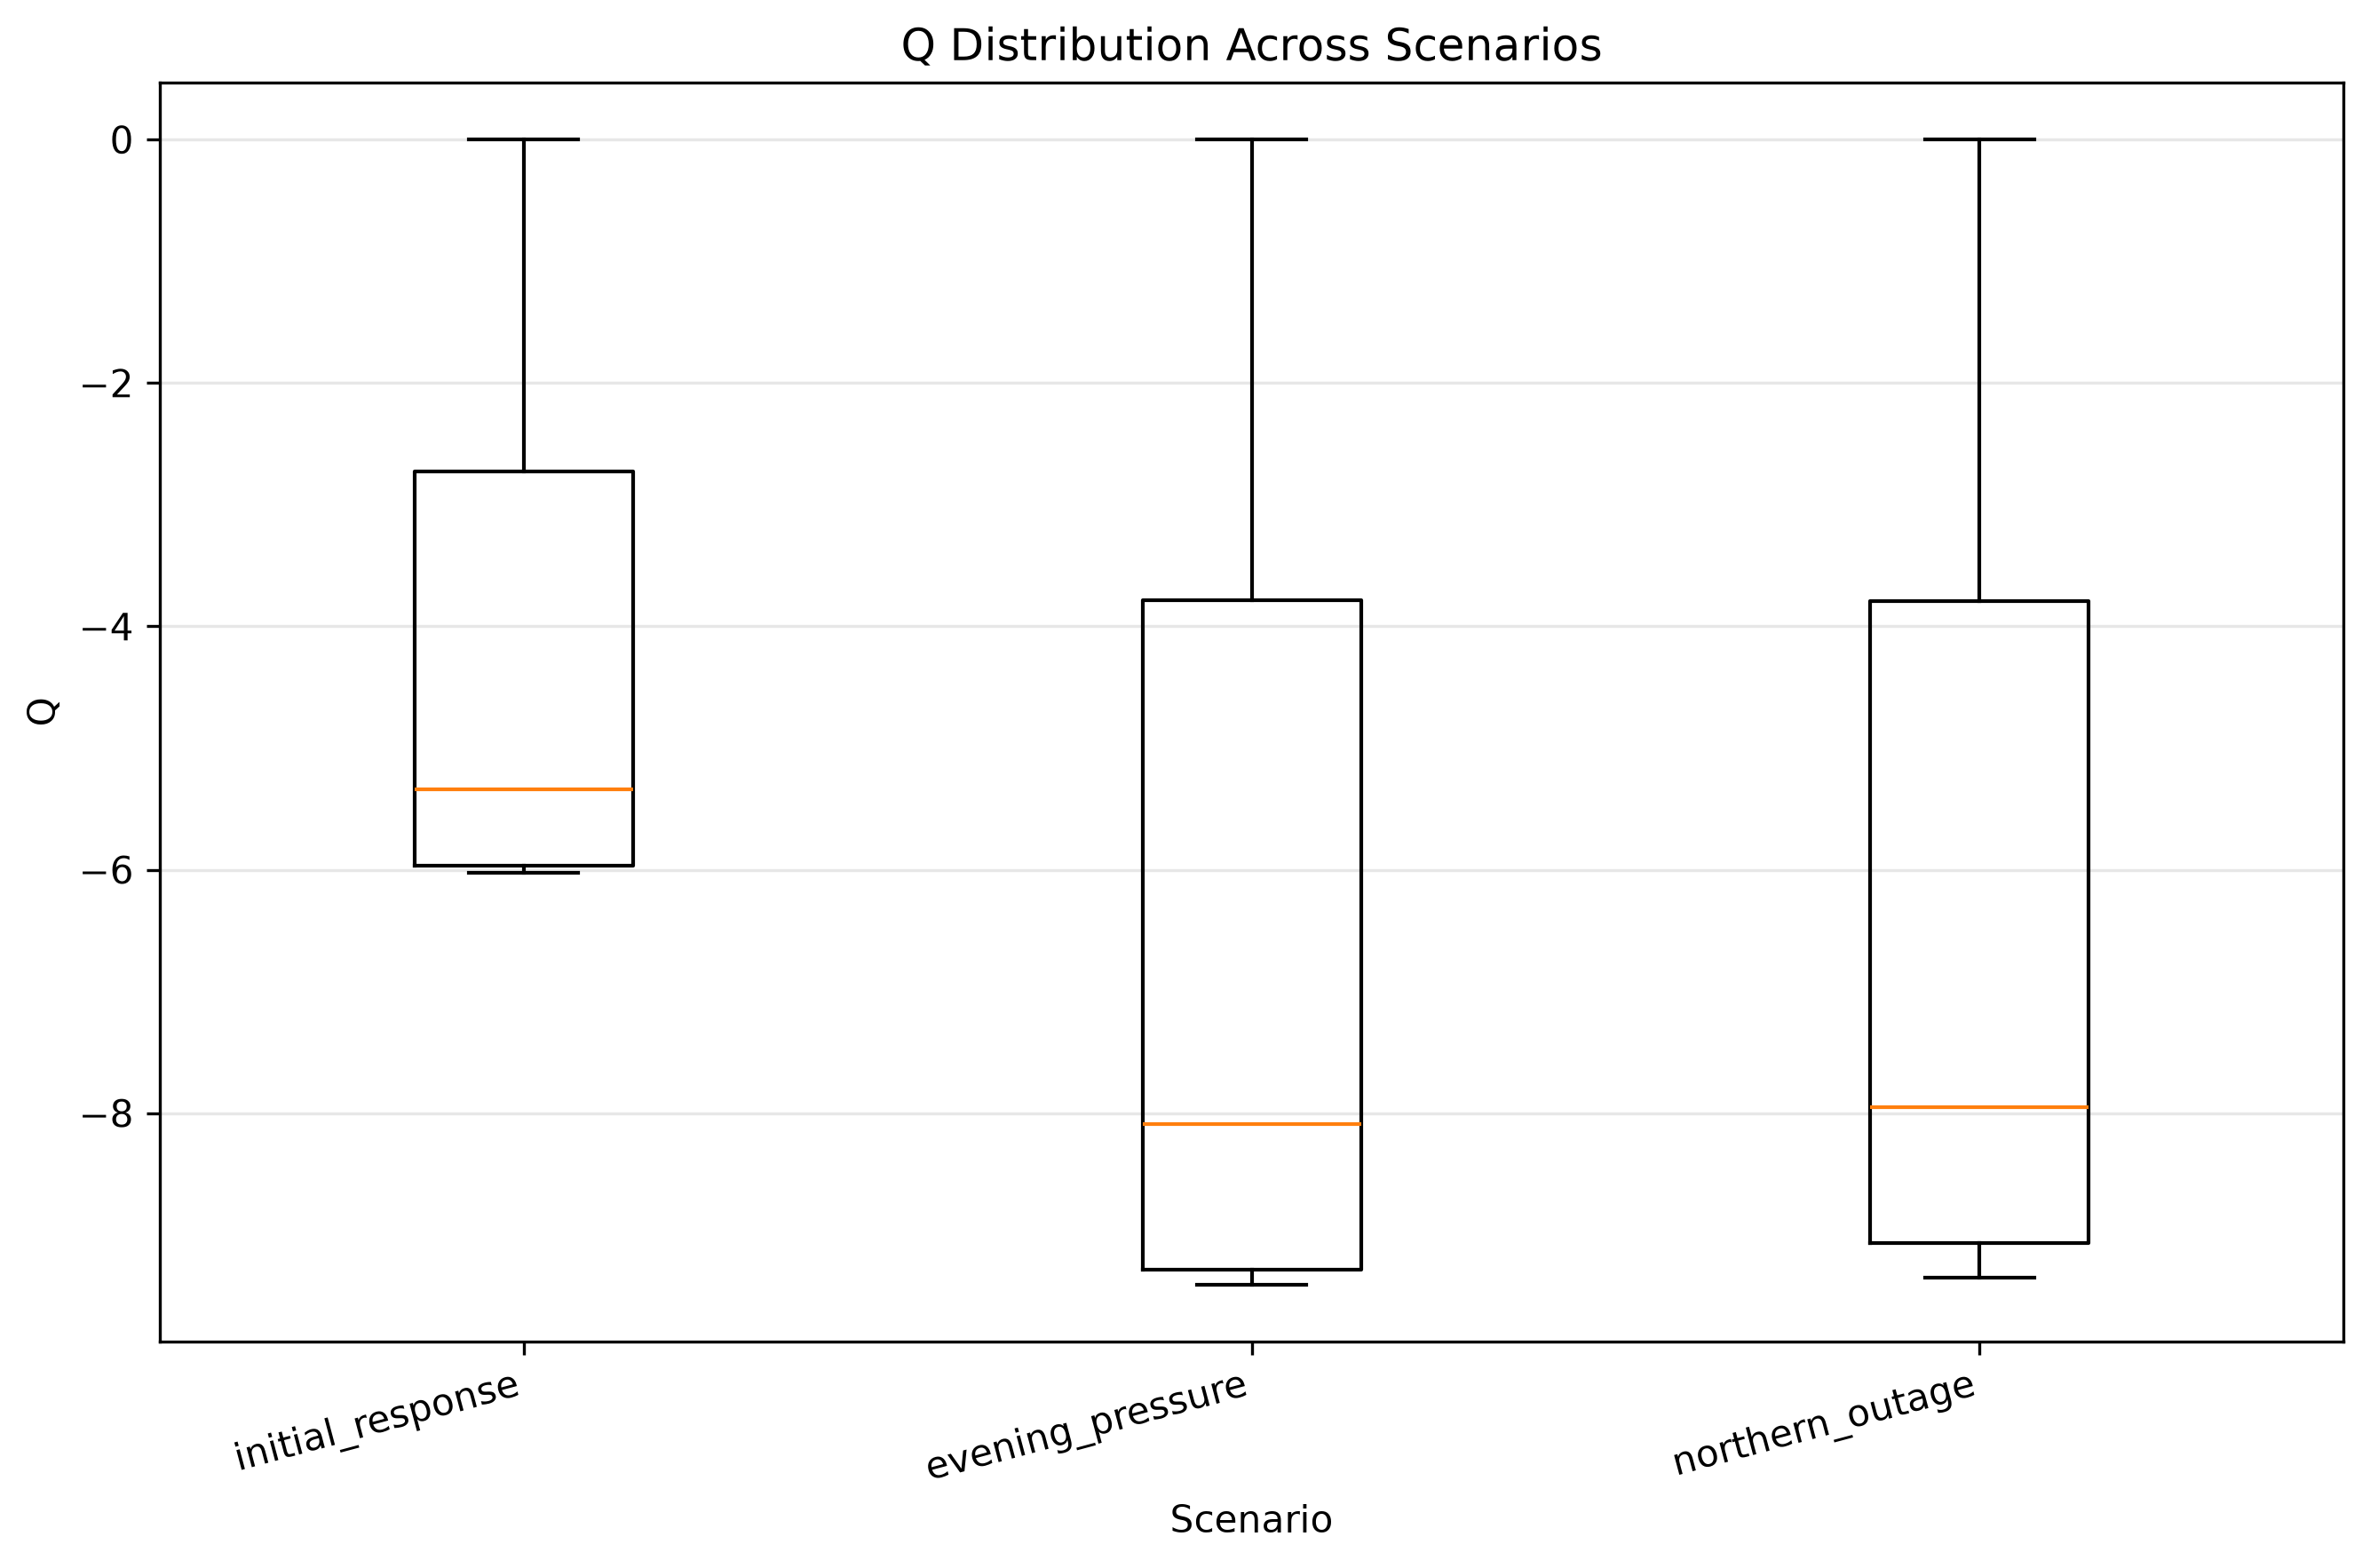 Q Distribution Across Scenarios
0
−2
−4
−6
−8
Q
initial_response
evening_pressure
northern_outage
Scenario